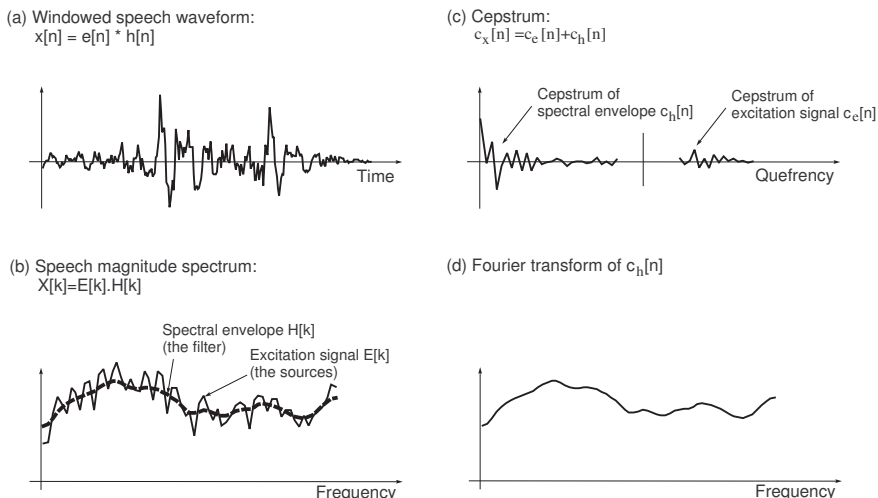 (a) Windowed speech waveform:
x[n] = e[n] * h[n]
Time
(c) Cepstrum:
cx[n] =ce[n]+ch[n]
Cepstrum of
spectral envelope ch[n]
Cepstrum of
excitation signal ce[n]
Quefrency
(b) Speech magnitude spectrum:
X[k]=E[k].H[k]
Spectral envelope H[k]
(the filter)
Excitation signal E[k]
(the sources)
Frequency
(d) Fourier transform of ch[n]
Frequency